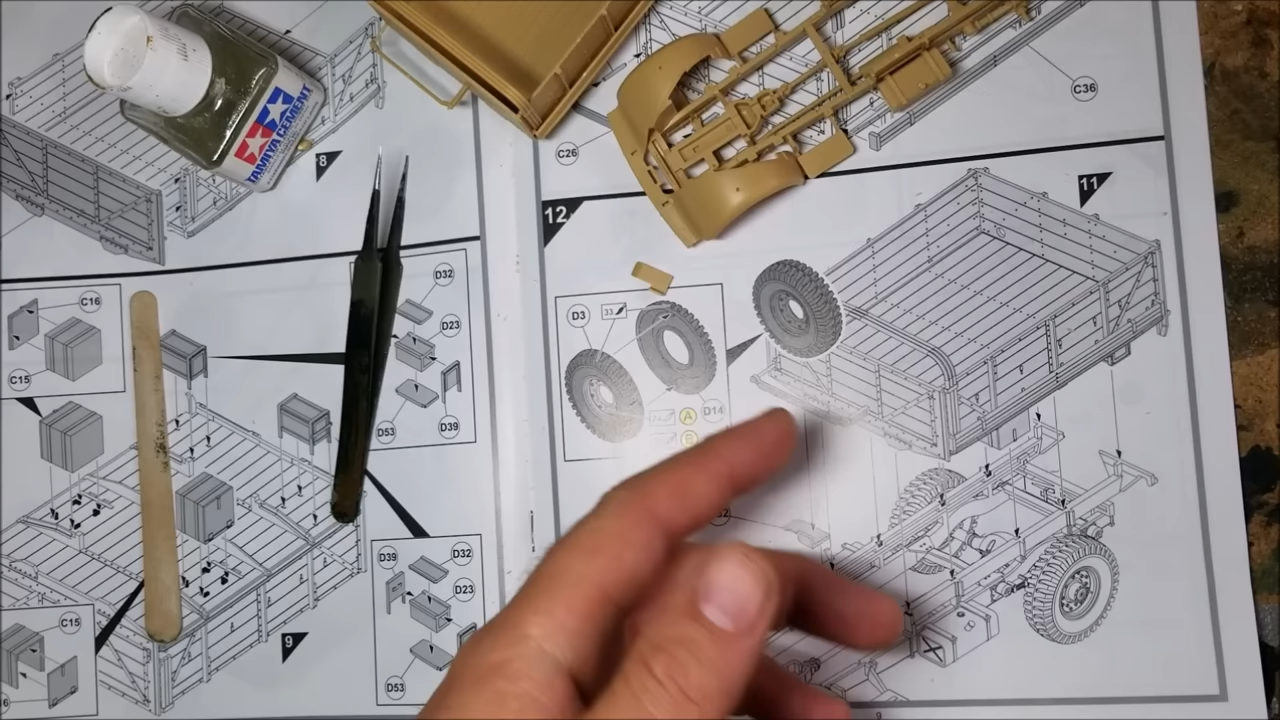 TAMIYA CEMENT
8
C16
C15
D32
D23
D53
D39
D39
D32
D23
D53
C15
9
C36
C26
12
11
D3
33
A
D14
B